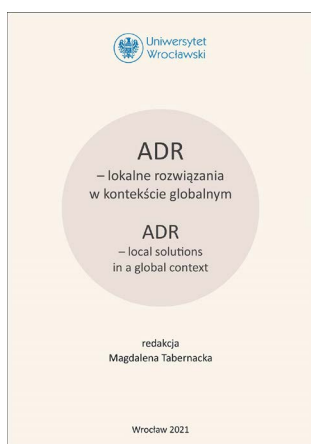 Uniwersytet
Wrocławski
ADR
– lokalne rozwiązania
w kontekście globalnym
ADR
– local solutions
in a global context
redakcja
Magdalena Tabernacka
Wrocław 2021